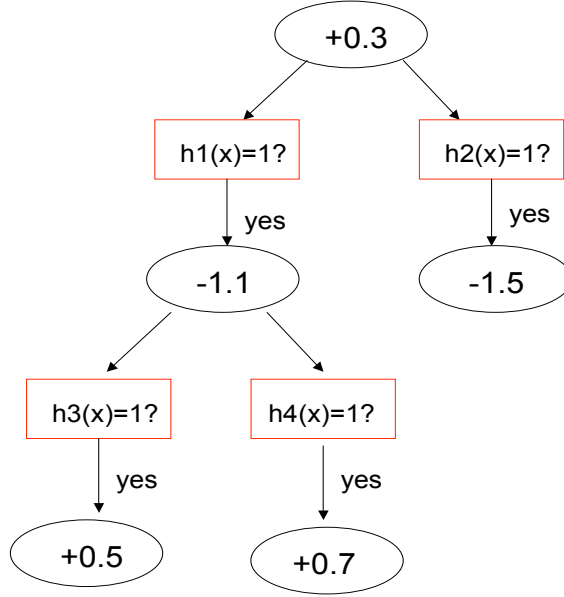 +0.3
h1(x)=1?
h2(x)=1?
yes
yes
-1.1
-1.5
h3(x)=1?
h4(x)=1?
yes
yes
+0.5
+0.7